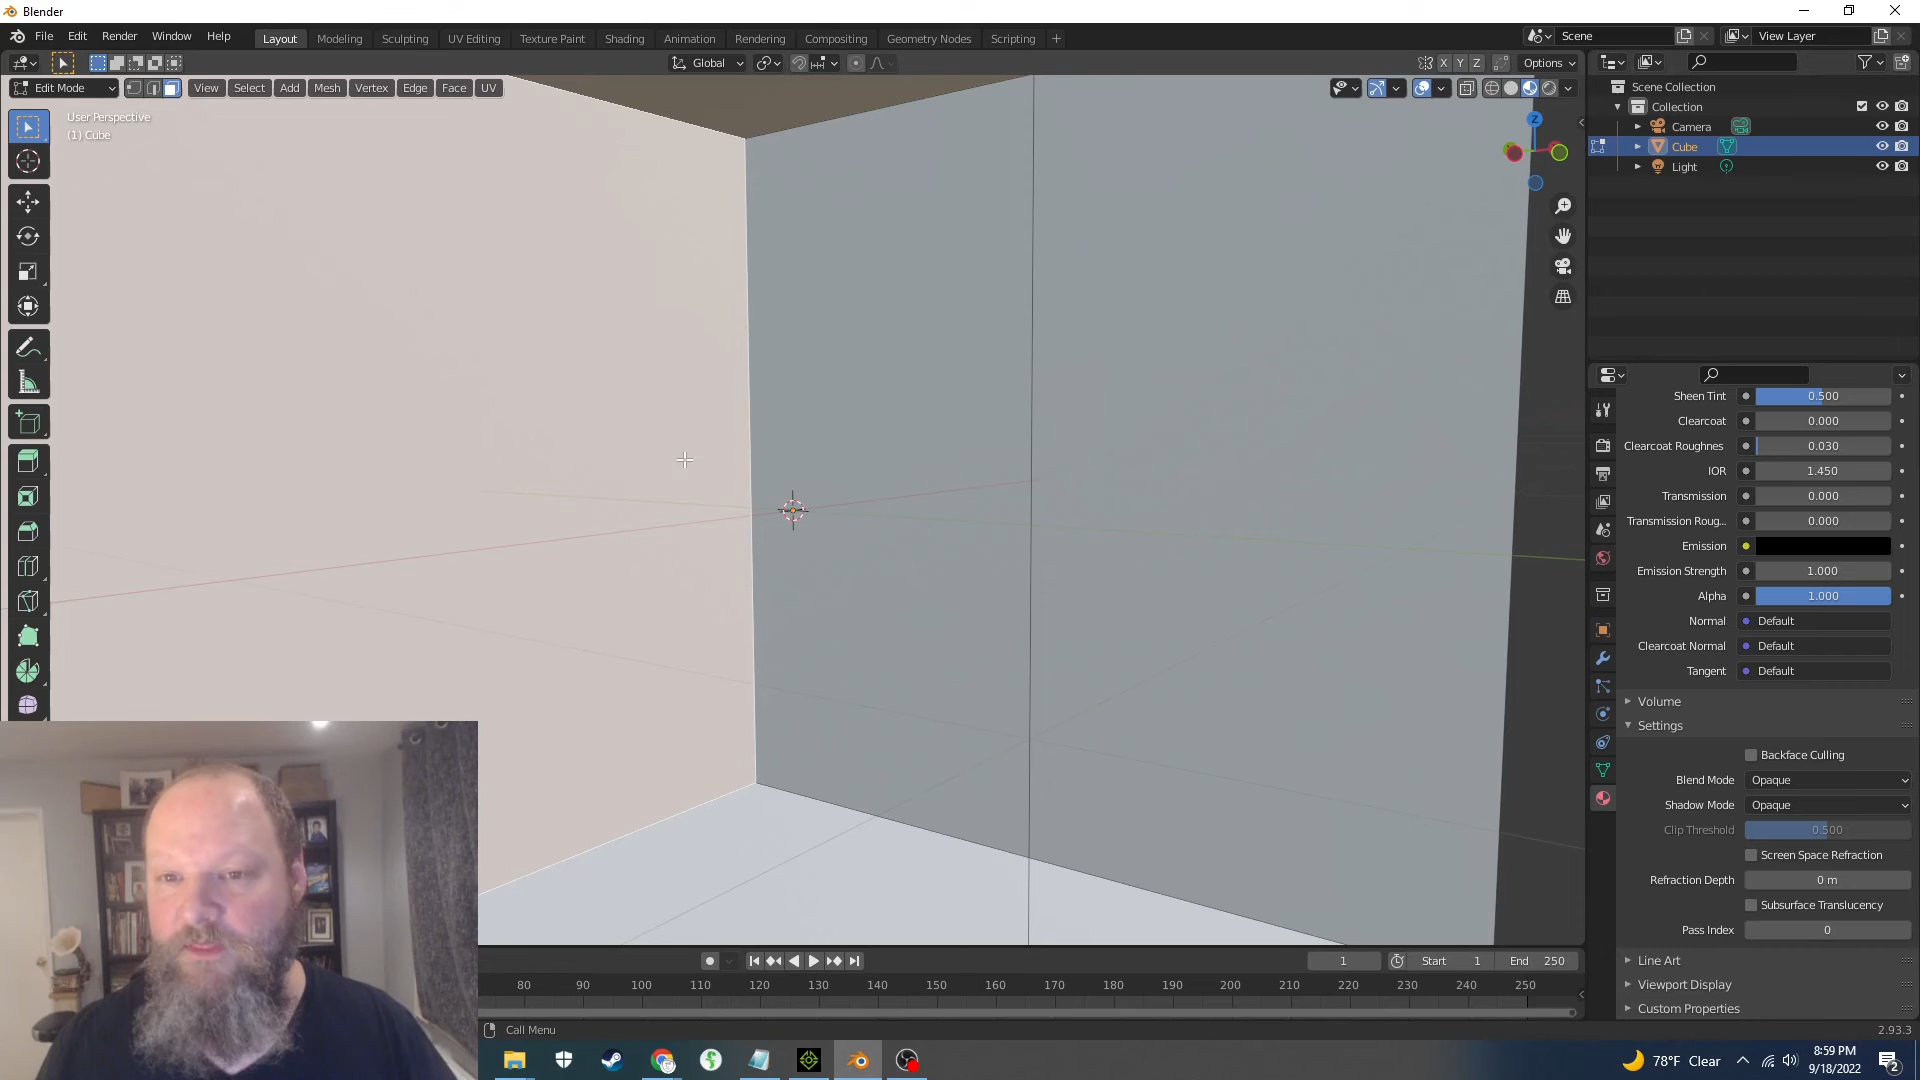 Blender
File Edit Render Window Help
Layout Modeling Sculpting UV Editing Texture Paint Shading Animation Rendering Compositing Geometry Nodes Scripting +
Scene
View Layer
Global
X Y Z
Options
Edit Mode
View Select Add Mesh Vertex Edge Face UV
User Perspective
(1) Cube
Z
Scene Collection
Collection
Camera
Cube
Light
Sheen Tint 0.500
Clearcoat 0.000
Clearcoat Roughnes 0.030
IOR 1.450
Transmission 0.000
Transmission Roug... 0.000
Emission
Emission Strength 1.000
Alpha 1.000
Normal Default
Clearcoat Normal Default
Tangent Default
Volume
Settings
Backface Culling
Blend Mode Opaque
Shadow Mode Opaque
Clip Threshold 0.500
Screen Space Refraction
Refraction Depth 0 m
Subsurface Translucency
Pass Index 0
Line Art
Viewport Display
Custom Properties
1 Start 1 End 250
80 90 100 110 120 130 140 150 160 170 180 190 200 210 220 230 240 250
Call Menu
2.93.3
78°F Clear
8:59 PM
9/18/2022
2